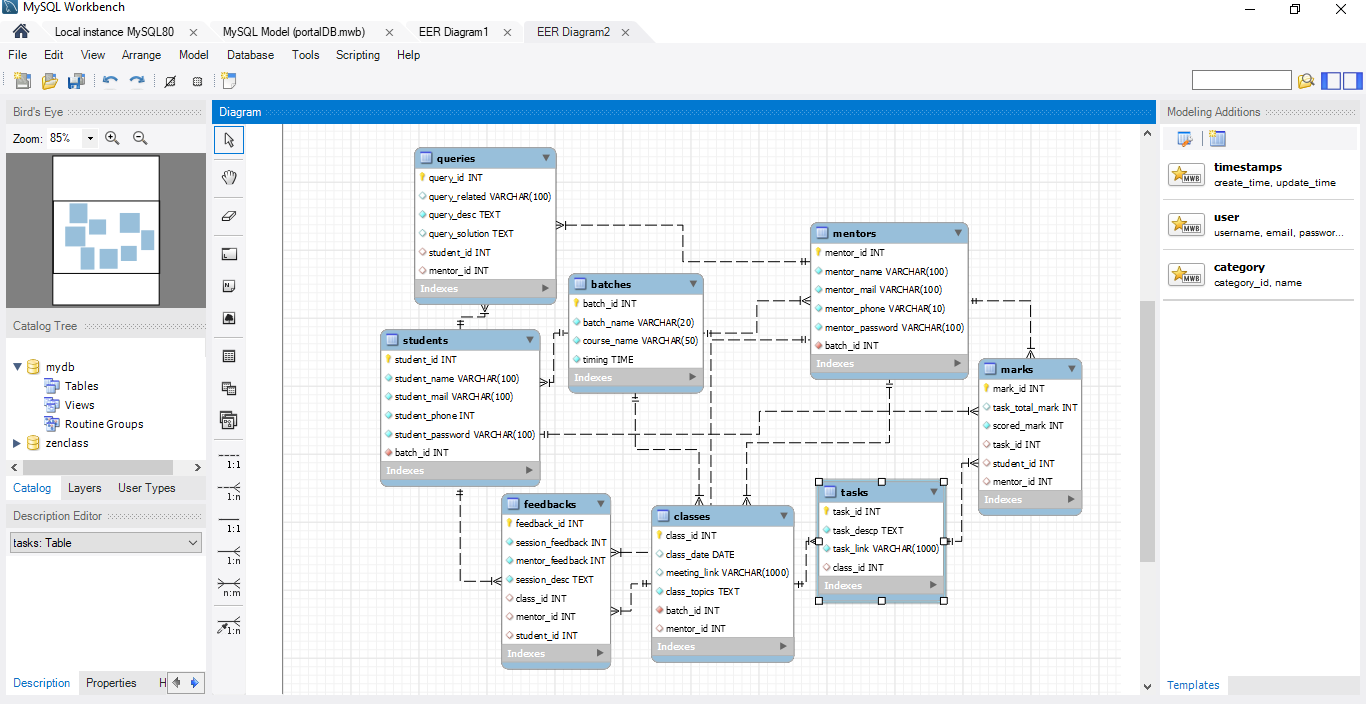 MySQL Workbench
Local instance MySQL80
MySQL Model (portalDB.mwb)
EER Diagram1
EER Diagram2
File Edit View Arrange Model Database Tools Scripting Help
Bird's Eye
Zoom: 85%
Catalog Tree
mydb
Tables
Views
Routine Groups
zenclass
Catalog Layers User Types
Description Editor
tasks: Table
Description Properties H
1:1
1:n
1:1
1:n
n:m
1:n
Diagram
queries
query_id INT
query_related VARCHAR(100)
query_desc TEXT
query_solution TEXT
student_id INT
mentor_id INT
Indexes
students
student_id INT
student_name VARCHAR(100)
student_mail VARCHAR(100)
student_phone INT
student_password VARCHAR(100)
batch_id INT
Indexes
batches
batch_id INT
batch_name VARCHAR(20)
course_name VARCHAR(50)
timing TIME
Indexes
mentors
mentor_id INT
mentor_name VARCHAR(100)
mentor_mail VARCHAR(100)
mentor_phone VARCHAR(10)
mentor_password VARCHAR(100)
batch_id INT
Indexes
marks
mark_id INT
task_total_mark INT
scored_mark INT
task_id INT
student_id INT
mentor_id INT
Indexes
feedbacks
feedback_id INT
session_feedback INT
mentor_feedback INT
session_desc TEXT
class_id INT
mentor_id INT
student_id INT
Indexes
classes
class_id INT
class_date DATE
meeting_link VARCHAR(1000)
class_topics TEXT
batch_id INT
mentor_id INT
Indexes
tasks
task_id INT
task_descp TEXT
task_link VARCHAR(1000)
class_id INT
Indexes
Modeling Additions
MWB
timestamps
create_time, update_time
MWB
user
username, email, passwor...
MWB
category
category_id, name
Templates